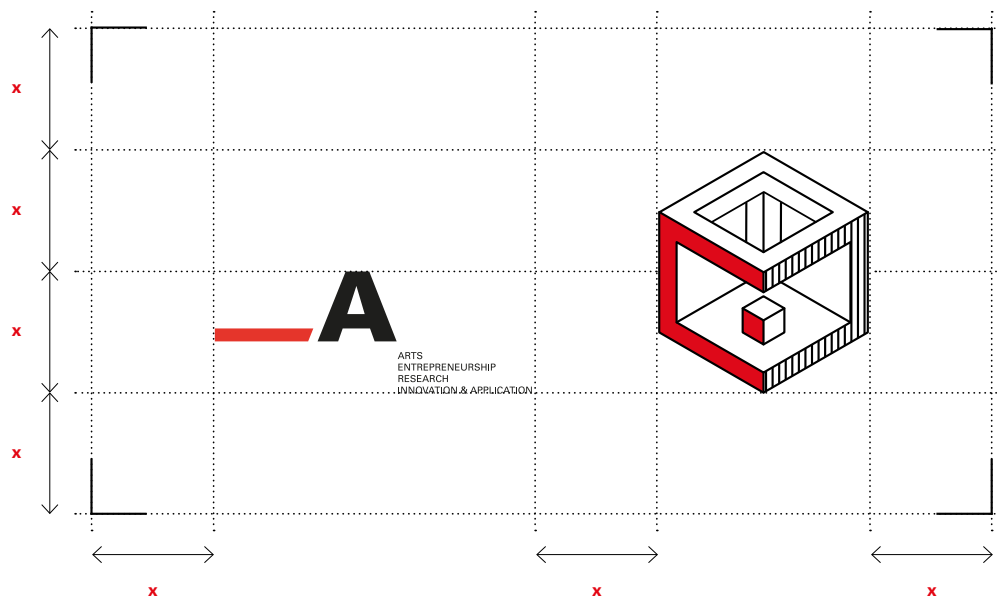 x
x
x
x
A
ARTS
ENTREPRENEURSHIP
RESEARCH
INNOVATION & APPLICATION
x
x
x